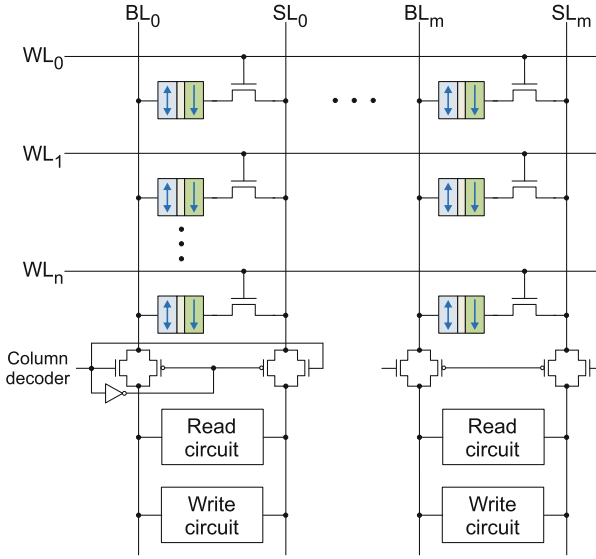 BL0 SL0 BLm SLm
WL0
WL1
WLn
Column
decoder
Read
circuit
Read
circuit
Write
circuit
Write
circuit